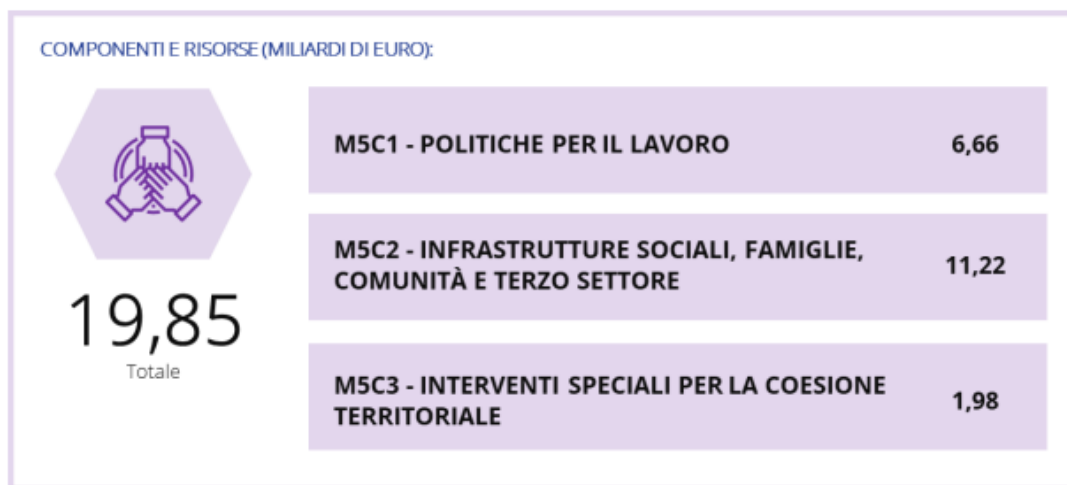 COMPONENTI E RISORSE (MILIARDI DI EURO):
M5C1 - POLITICHE PER IL LAVORO 6,66
M5C2 - INFRASTRUTTURE SOCIALI, FAMIGLIE,
COMUNITÀ E TERZO SETTORE
11,22
M5C3 - INTERVENTI SPECIALI PER LA COESIONE
TERRITORIALE
1,98
19,85
Totale